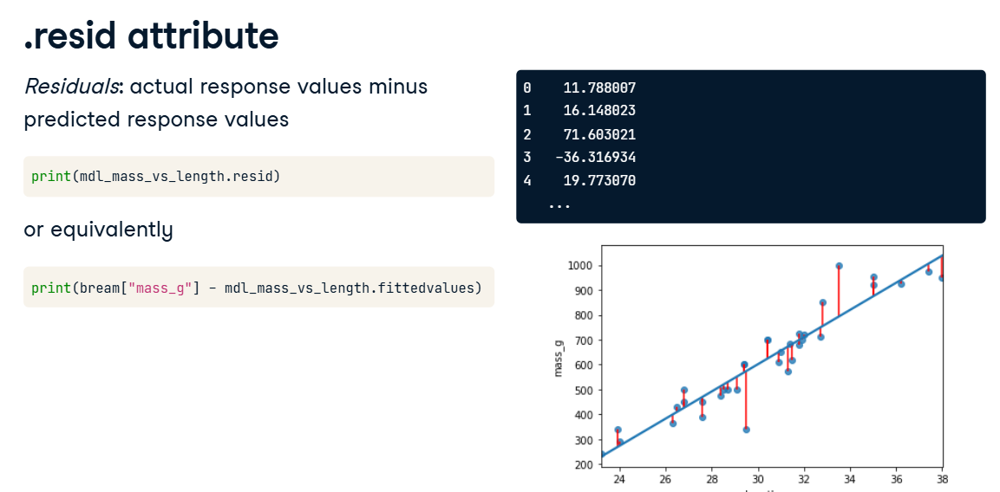 .resid attribute
Residuals: actual response values minus
predicted response values
print(mdl_mass_vs_length.resid)
or equivalently
print(bream["mass_g"] - mdl_mass_vs_length.fittedvalues)
0 11.788007
1 16.148023
2 71.603021
3 -36.316934
4 19.773070
...
1000
900
800
700
600
500
400
300
200
mass_g
24 26 28 30 32 34 36 38